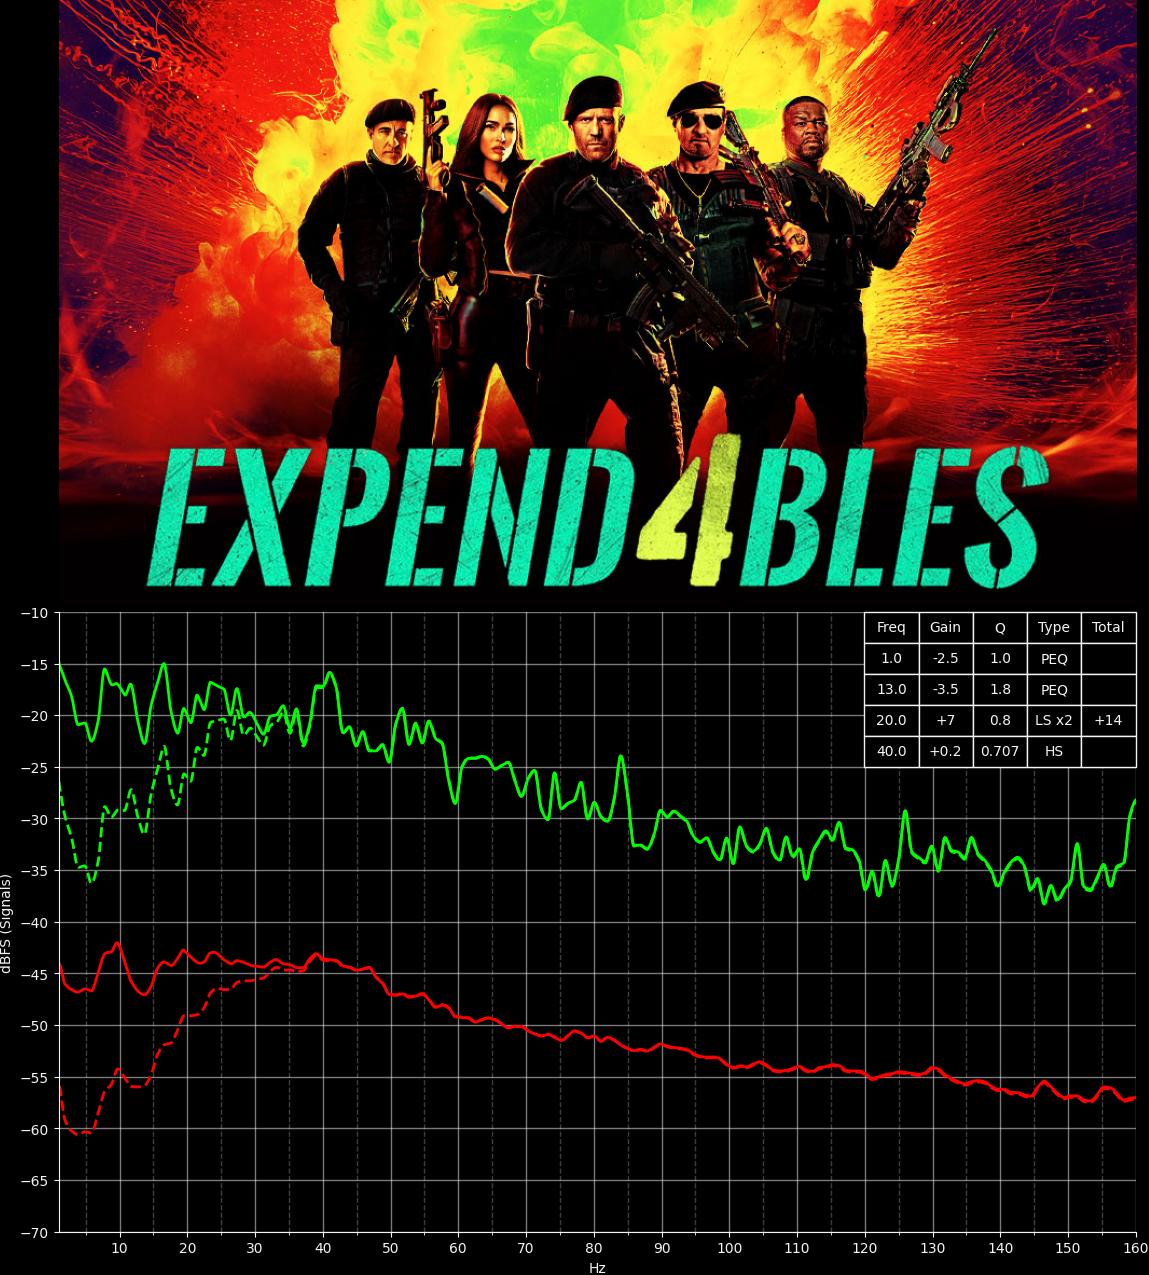 EXPEND4BLES
Freq Gain Q Type Total
1.0 -2.5 1.0 PEQ
13.0 -3.5 1.8 PEQ
20.0 +7 0.8 LS x2 +14
40.0 +0.2 0.707 HS
−10
−15
−20
−25
−30
−35
−40
−45
−50
−55
−60
−65
−70
dBFS (Signals)
10 20 30 40 50 60 70 80 90 100 110 120 130 140 150 160
Hz